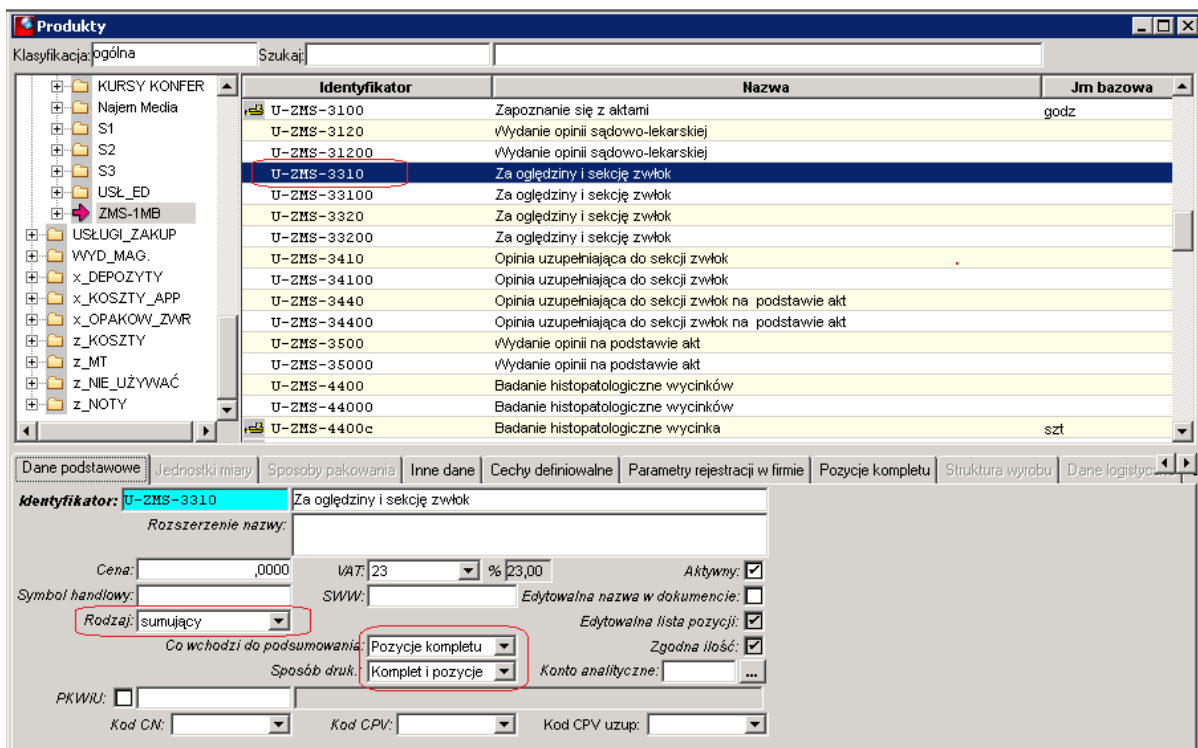 Produkty
Klasyfikacja: ogólna Szukaj:
KURSY KONFER
Najem Media
S1
S2
S3
USŁ_ED
ZMS-1MB
USŁUGI_ZAKUP
WYD_MAG.
x_DEPOZYTY
x_KOSZTY_APP
x_OPAKOW_ZWR
z_KOSZTY
z_MT
z_NIE_UŻYWAĆ
z_NOTY
Identyfikator Nazwa Jm bazowa
U-ZMS-3100 Zapoznanie się z aktami godz
U-ZMS-3120 Wydanie opinii sądowo-lekarskiej
U-ZMS-31200 Wydanie opinii sądowo-lekarskiej
U-ZMS-3310 Za oględziny i sekcję zwłok
U-ZMS-33100 Za oględziny i sekcję zwłok
U-ZMS-3320 Za oględziny i sekcję zwłok
U-ZMS-33200 Za oględziny i sekcję zwłok
U-ZMS-3410 Opinia uzupełniająca do sekcji zwłok
U-ZMS-34100 Opinia uzupełniająca do sekcji zwłok
U-ZMS-3440 Opinia uzupełniająca do sekcji zwłok na podstawie akt
U-ZMS-34400 Opinia uzupełniająca do sekcji zwłok na podstawie akt
U-ZMS-3500 Wydanie opinii na podstawie akt
U-ZMS-35000 Wydanie opinii na podstawie akt
U-ZMS-4400 Badanie histopatologiczne wycinków
U-ZMS-44000 Badanie histopatologiczne wycinków
U-ZMS-4400c Badanie histopatologiczne wycinka szt
Dane podstawowe Jednostki miary Sposoby pakowania Inne dane Cechy definiowalne Parametry rejestracji w firmie Pozycje kompletu Struktura wyrobu Dane logistyc
Identyfikator: U-ZMS-3310 Za oględziny i sekcję zwłok
Rozszerzenie nazwy:
Cena: ,0000 VAT: 23 % 23,00 Aktywny:
Symbol handlowy: SWW: Edytowalna nazwa w dokumencie:
Rodzaj: sumujący Edytowalna lista pozycji:
Co wchodzi do podsumowania: Pozycje kompletu Zgodna ilość:
Sposób druk.: Komplet i pozycje Konto analityczne: ...
PKWiU:
Kod CN: Kod CPV: Kod CPV uzup: